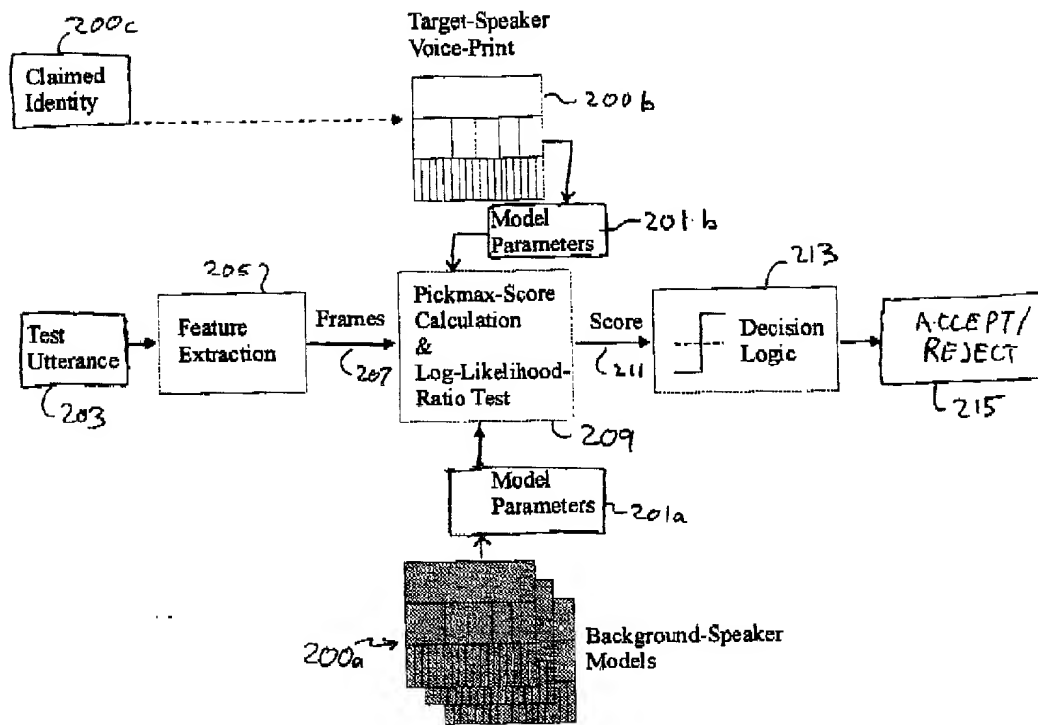 200c
Claimed
Identity
Target-Speaker
Voice-Print
200b
Model
Parameters
201b
205
213
Test
Utterance
203
Feature
Extraction
Frames
207
Pickmax-Score
Calculation
&
Log-Likelihood-
Ratio Test
209
Score
211
Decision
Logic
ACCEPT/
REJECT
215
Model
Parameters
201a
200a
Background-Speaker
Models